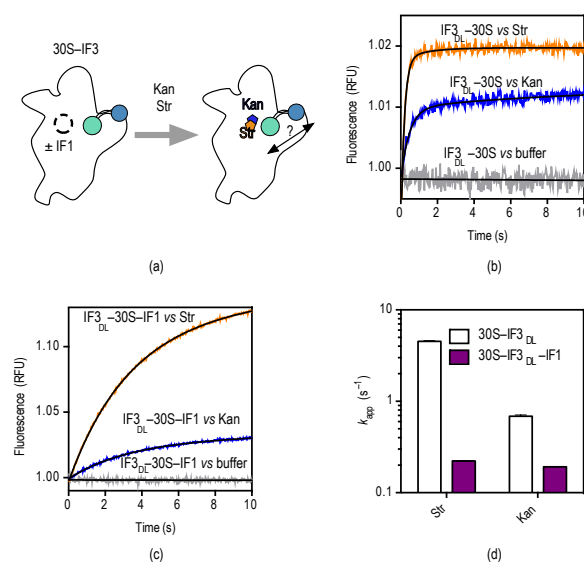 30S–IF3
± IF1
Kan
Str
Kan
Str
?
(a)
Fluorescence (RFU)
1.02
1.01
1.00
IF3DL–30S vs Str
IF3DL–30S vs Kan
IF3DL–30S vs buffer
0 2 4 6 8 10
Time (s)
(b)
Fluorescence (RFU)
1.10
1.05
1.00
IF3DL–30S–IF1 vs Str
IF3DL–30S–IF1 vs Kan
IF3DL–30S–IF1 vs buffer
0 2 4 6 8 10
Time (s)
(c)
kapp (s−1)
10
1
0.1
30S–IF3DL
30S–IF3DL–IF1
Str Kan
(d)